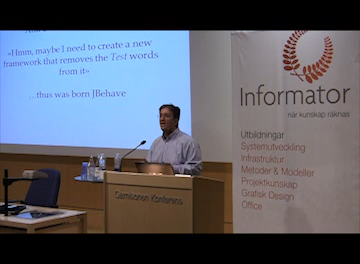 «Hmm, maybe I need to create a new
framework that removes the Test words
from it»
...thus was born JBehave
Informator
när kunskap räknas
Utbildningar
Systemutveckling
Infrastruktur
Metoder & Modeller
Projektkunskap
Grafisk Design
Office
Garnisonen Konferens